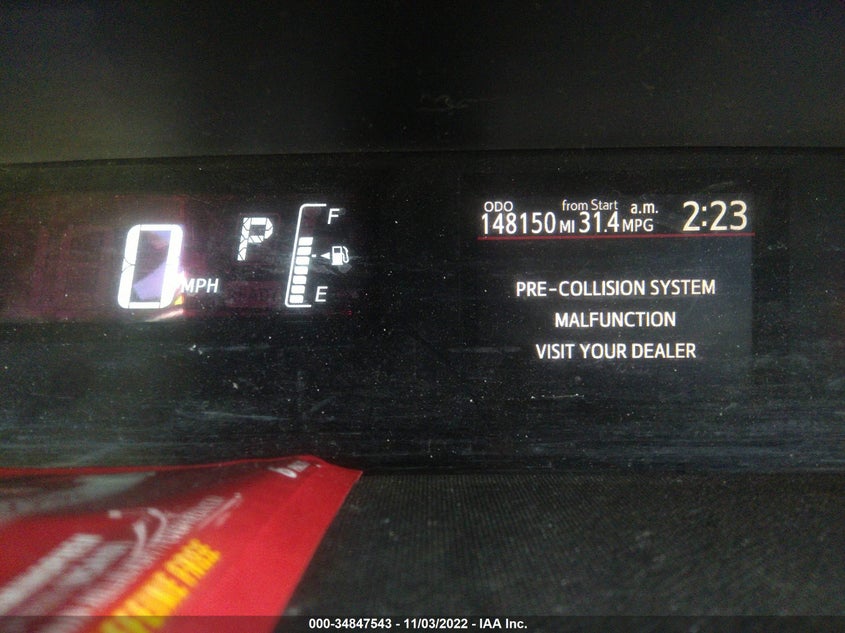 0 MPH
P
F
E
ODO from Start a.m.
148150 MI 31.4 MPG 2:23
PRE-COLLISION SYSTEM
MALFUNCTION
VISIT YOUR DEALER
FREE
000-34847543 - 11/03/2022 - IAA Inc.